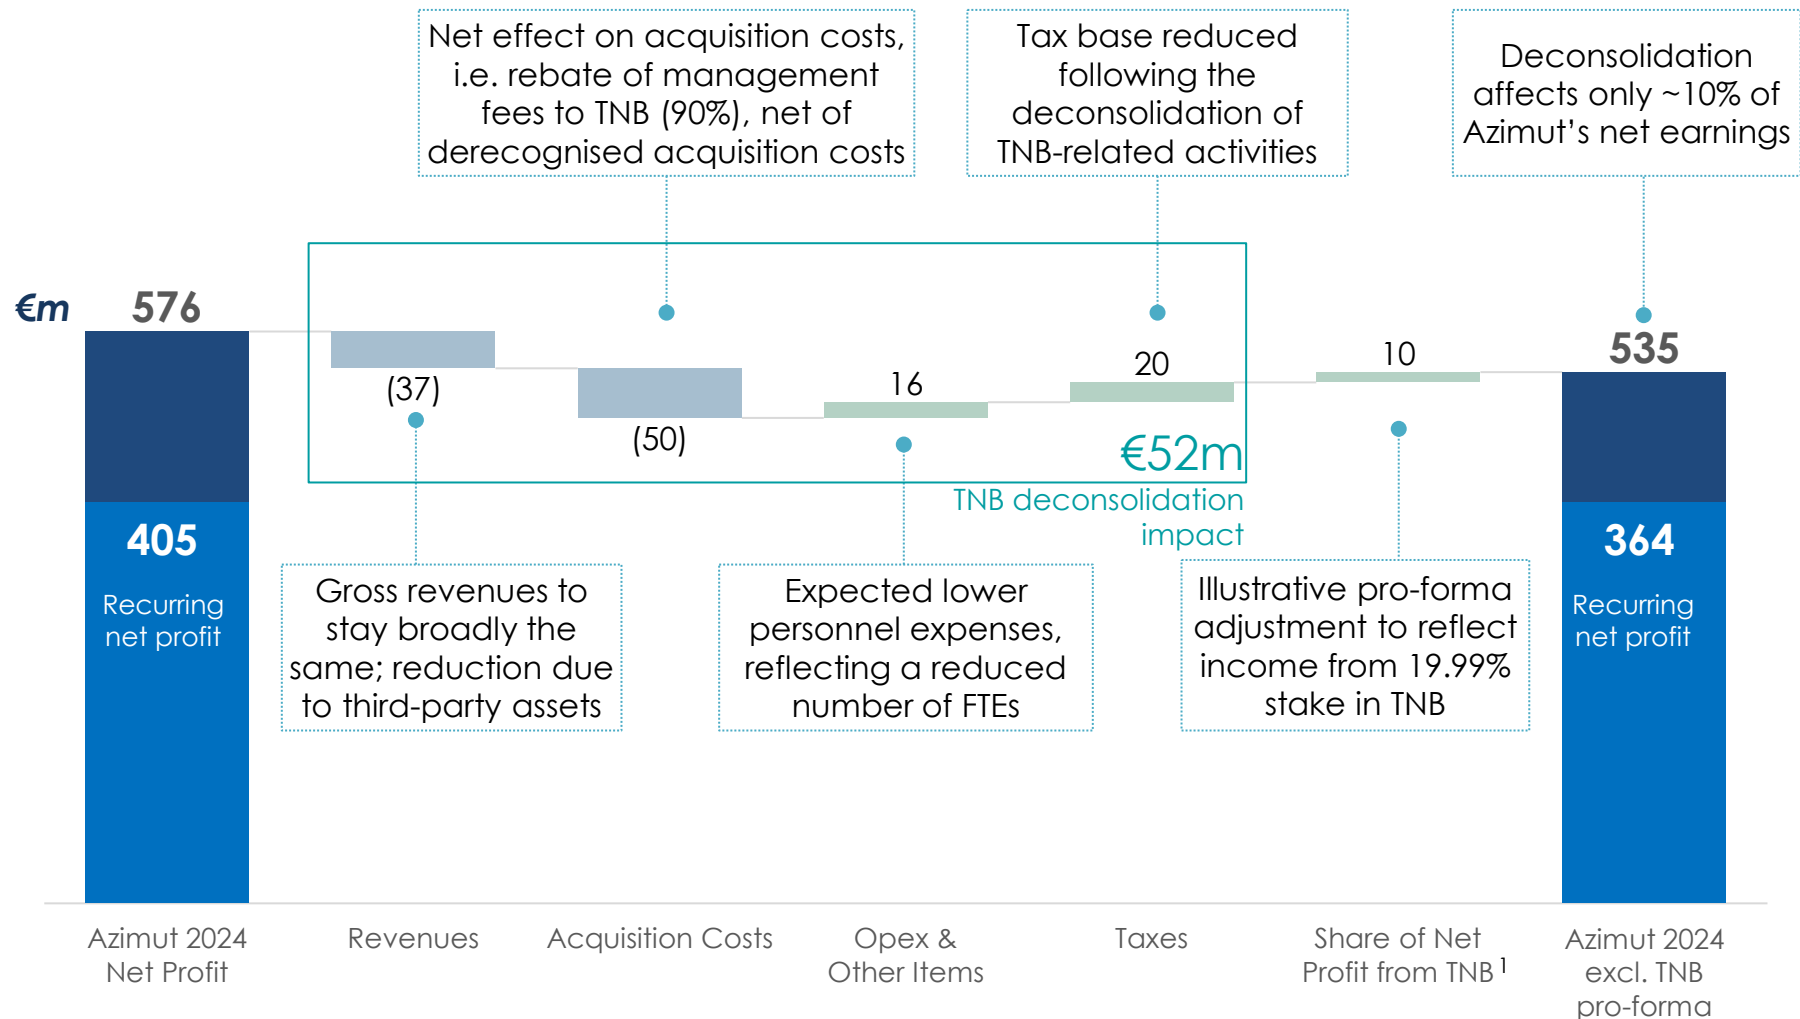 Net effect on acquisition costs,
i.e. rebate of management
fees to TNB (90%), net of
derecognised acquisition costs
Tax base reduced
following the
deconsolidation of
TNB-related activities
Deconsolidation
affects only ~10% of
Azimut’s net earnings
€m
576
(37)
(50)
16
20
10
535
€52m
TNB deconsolidation
impact
405
Recurring
net profit
364
Recurring
net profit
Gross revenues to
stay broadly the
same; reduction due
to third-party assets
Expected lower
personnel expenses,
reflecting a reduced
number of FTEs
Illustrative pro-forma
adjustment to reflect
income from 19.99%
stake in TNB
Azimut 2024
Net Profit
Revenues
Acquisition Costs
Opex &
Other Items
Taxes
Share of Net
Profit from TNB¹
Azimut 2024
excl. TNB
pro-forma